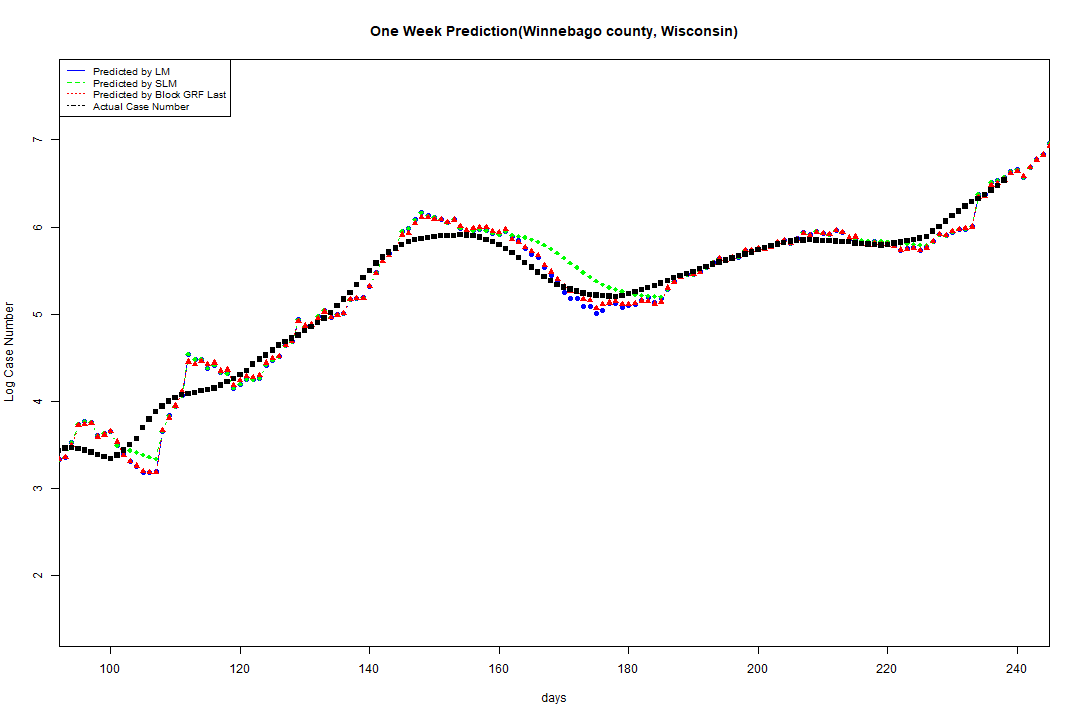 One Week Prediction(Winnebago county, Wisconsin)
Predicted by LM
Predicted by SLM
Predicted by Block GRF Last
Actual Case Number
7
6
5
4
3
2
Log Case Number
100 120 140 160 180 200 220 240
days